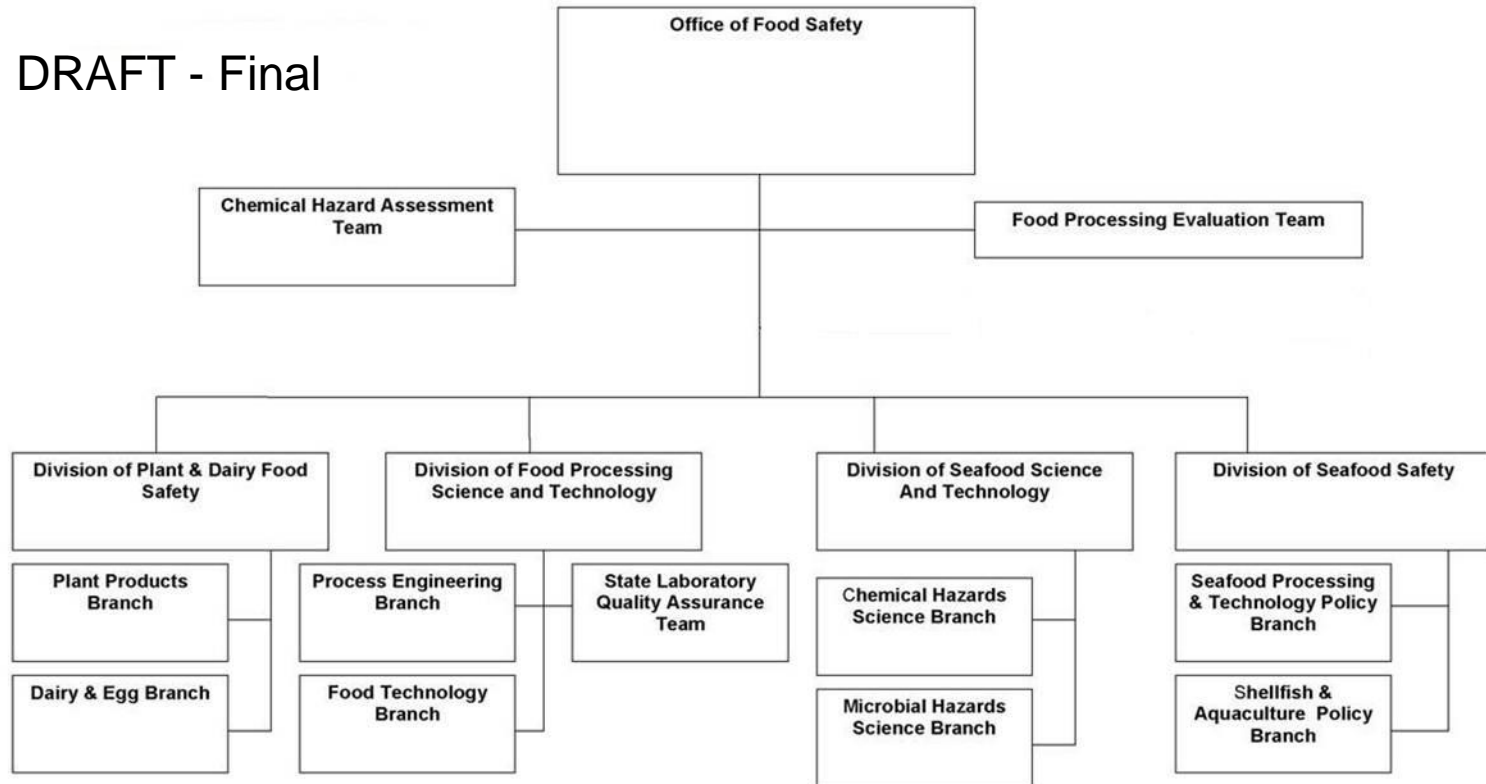 Office of Food Safety
DRAFT - Final
Chemical Hazard Assessment
Team
Food Processing Evaluation Team
Division of Plant & Dairy Food
Safety
Division of Food Processing
Science and Technology
Division of Seafood Science
And Technology
Division of Seafood Safety
Plant Products
Branch
Process Engineering
Branch
State Laboratory
Quality Assurance
Team
Chemical Hazards
Science Branch
Seafood Processing
& Technology Policy
Branch
Dairy & Egg Branch
Food Technology
Branch
Microbial Hazards
Science Branch
Shellfish &
Aquaculture Policy
Branch